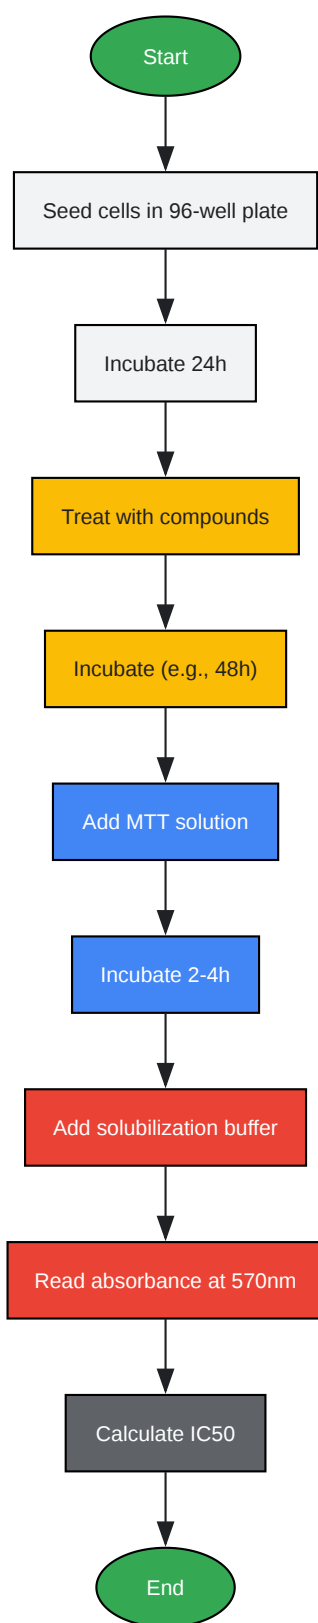 Start
Seed cells in 96-well plate
Incubate 24h
Treat with compounds
Incubate (e.g., 48h)
Add MTT solution
Incubate 2-4h
Add solubilization buffer
Read absorbance at 570nm
Calculate IC50
End